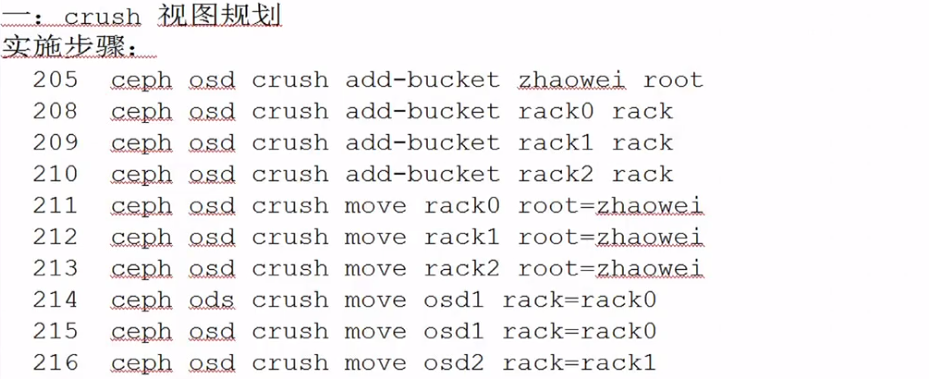 一：crush 视图规划
实施步骤：
205 ceph osd crush add-bucket zhaowei root
208 ceph osd crush add-bucket rack0 rack
209 ceph osd crush add-bucket rack1 rack
210 ceph osd crush add-bucket rack2 rack
211 ceph osd crush move rack0 root=zhaowei
212 ceph osd crush move rack1 root=zhaowei
213 ceph osd crush move rack2 root=zhaowei
214 ceph ods crush move osd1 rack=rack0
215 ceph osd crush move osd1 rack=rack0
216 ceph osd crush move osd2 rack=rack1